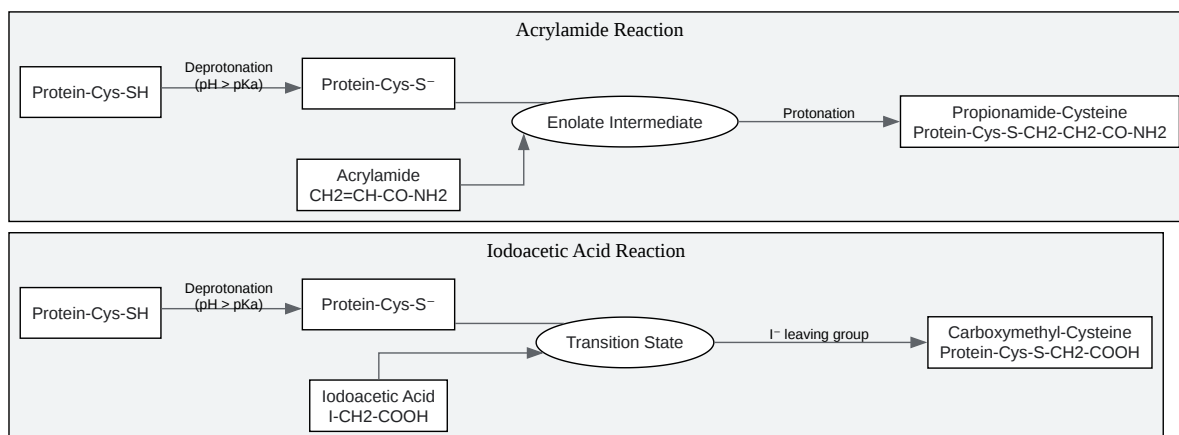 Acrylamide Reaction
Protein-Cys-SH
Deprotonation
(pH > pKa)
Protein-Cys-S⁻
Acrylamide
CH2=CH-CO-NH2
Enolate Intermediate
Protonation
Propionamide-Cysteine
Protein-Cys-S-CH2-CH2-CO-NH2
Iodoacetic Acid Reaction
Protein-Cys-SH
Deprotonation
(pH > pKa)
Protein-Cys-S⁻
Iodoacetic Acid
I-CH2-COOH
Transition State
I⁻ leaving group
Carboxymethyl-Cysteine
Protein-Cys-S-CH2-COOH